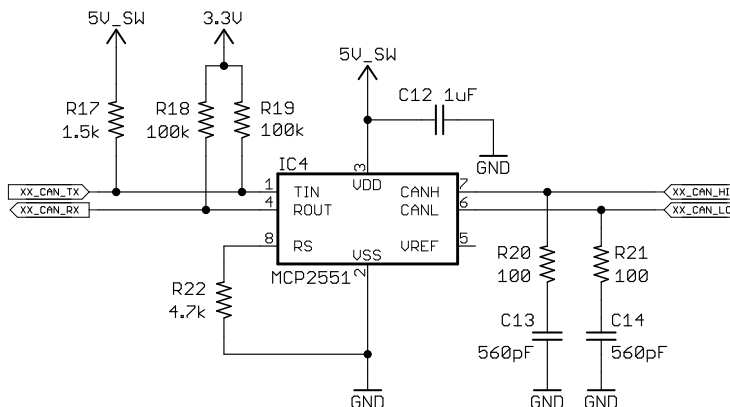 5V_SW
3.3V
5V_SW
C12 1uF
R17
1.5k
R18
100k
R19
100k
GND
IC4
3
XX_CAN_TX
1
TIN
VDD
CANH
7
XX_CAN_HI
XX_CAN_RX
4
ROUT
CANL
6
XX_CAN_LO
8
RS
VREF
5
VSS
2
MCP2551
R22
4.7k
R20
100
R21
100
C13
560pF
C14
560pF
GND
GND
GND